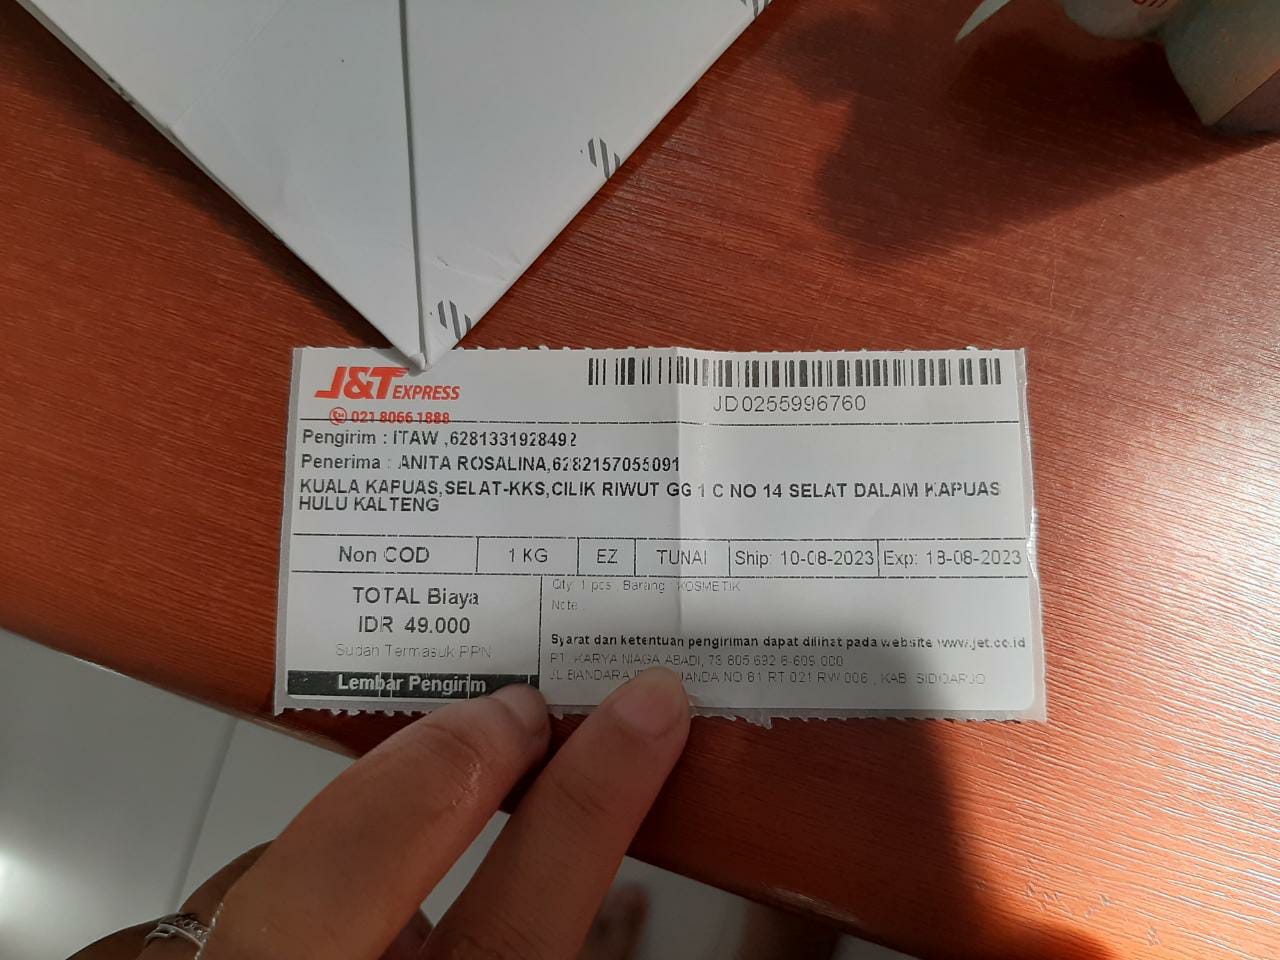 J&T EXPRESS
021 8066 1888
JD0255996760
Pengirim : ITAW ,6281331928492
Penerima : ANITA ROSALINA,6282157055091
KUALA KAPUAS,SELAT-KKS,CILIK RIWUT GG 1 C NO 14 SELAT DALAM KAPUAS
HULU KALTENG
Non COD 1 KG EZ TUNAI Ship: 10-08-2023 Exp: 18-08-2023
TOTAL Biaya
IDR 49.000
Sudah Termasuk PPN
Lembar Pengirim
Qty: 1 pcs , Barang : KOSMETIK
Note :
Syarat dan ketentuan pengiriman dapat dilihat pada website www.jet.co.id
PT. KARYA NIAGA ABADI, 73 805 692 8-609.000
JL BANDARA NO 81 RT 021 RW 006 , KAB. SIDOARJO